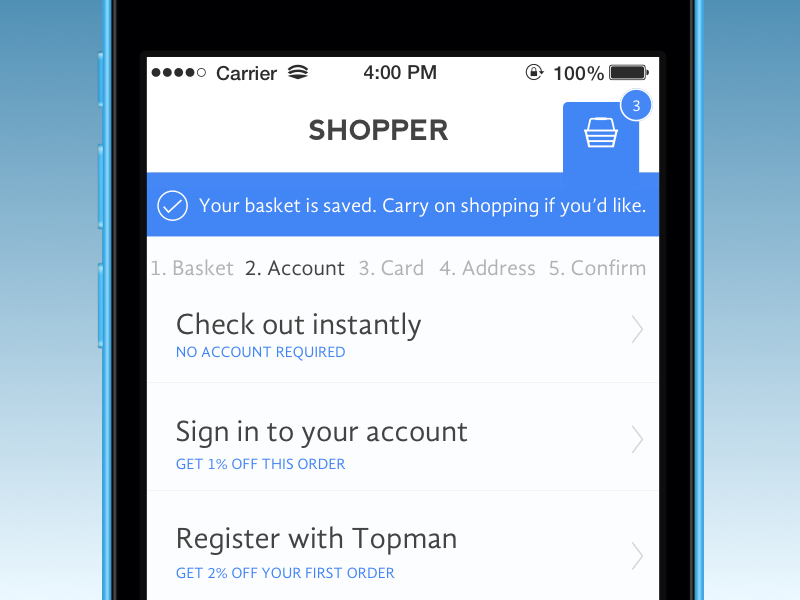 Carrier 4:00 PM 100%
3
SHOPPER
Your basket is saved. Carry on shopping if you’d like.
1. Basket 2. Account 3. Card 4. Address 5. Confirm
Check out instantly
NO ACCOUNT REQUIRED
Sign in to your account
GET 1% OFF THIS ORDER
Register with Topman
GET 2% OFF YOUR FIRST ORDER